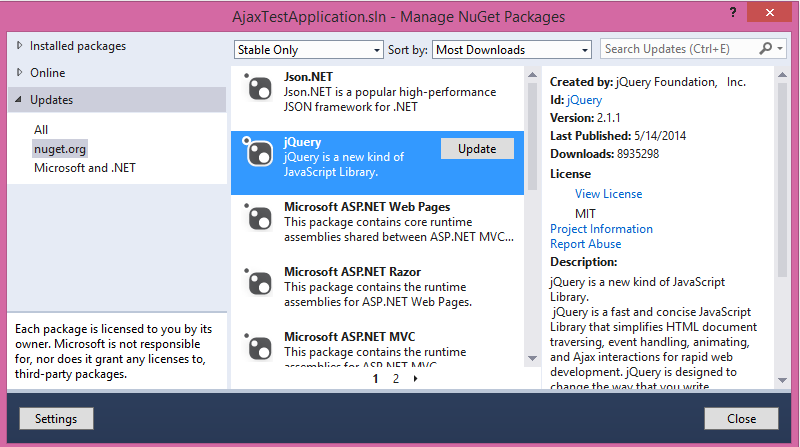 AjaxTestApplication.sln - Manage NuGet Packages
?
Installed packages
Online
Updates
All
nuget.org
Microsoft and .NET
Each package is licensed to you by its
owner. Microsoft is not responsible
for, nor does it grant any licenses to,
third-party packages.
Stable Only
Sort by:
Most Downloads
Search Updates (Ctrl+E)
Json.NET
Json.NET is a popular high-performance
JSON framework for .NET
jQuery
Update
jQuery is a new kind of
JavaScript Library.
Microsoft ASP.NET Web Pages
This package contains core runtime
assemblies shared between ASP.NET MVC...
Microsoft ASP.NET Razor
This package contains the runtime
assemblies for ASP.NET Web Pages.
Microsoft ASP.NET MVC
This package contains the runtime
assemblies for ASP.NET MVC.
1 2
Created by: jQuery Foundation, Inc.
Id: jQuery
Version: 2.1.1
Last Published: 5/14/2014
Downloads: 8935298
License
View License
MIT
Project Information
Report Abuse
Description:
jQuery is a new kind of JavaScript
Library.
jQuery is a fast and concise JavaScript
Library that simplifies HTML document
traversing, event handling, animating,
and Ajax interactions for rapid web
development. jQuery is designed to
change the way that you write
Settings
Close